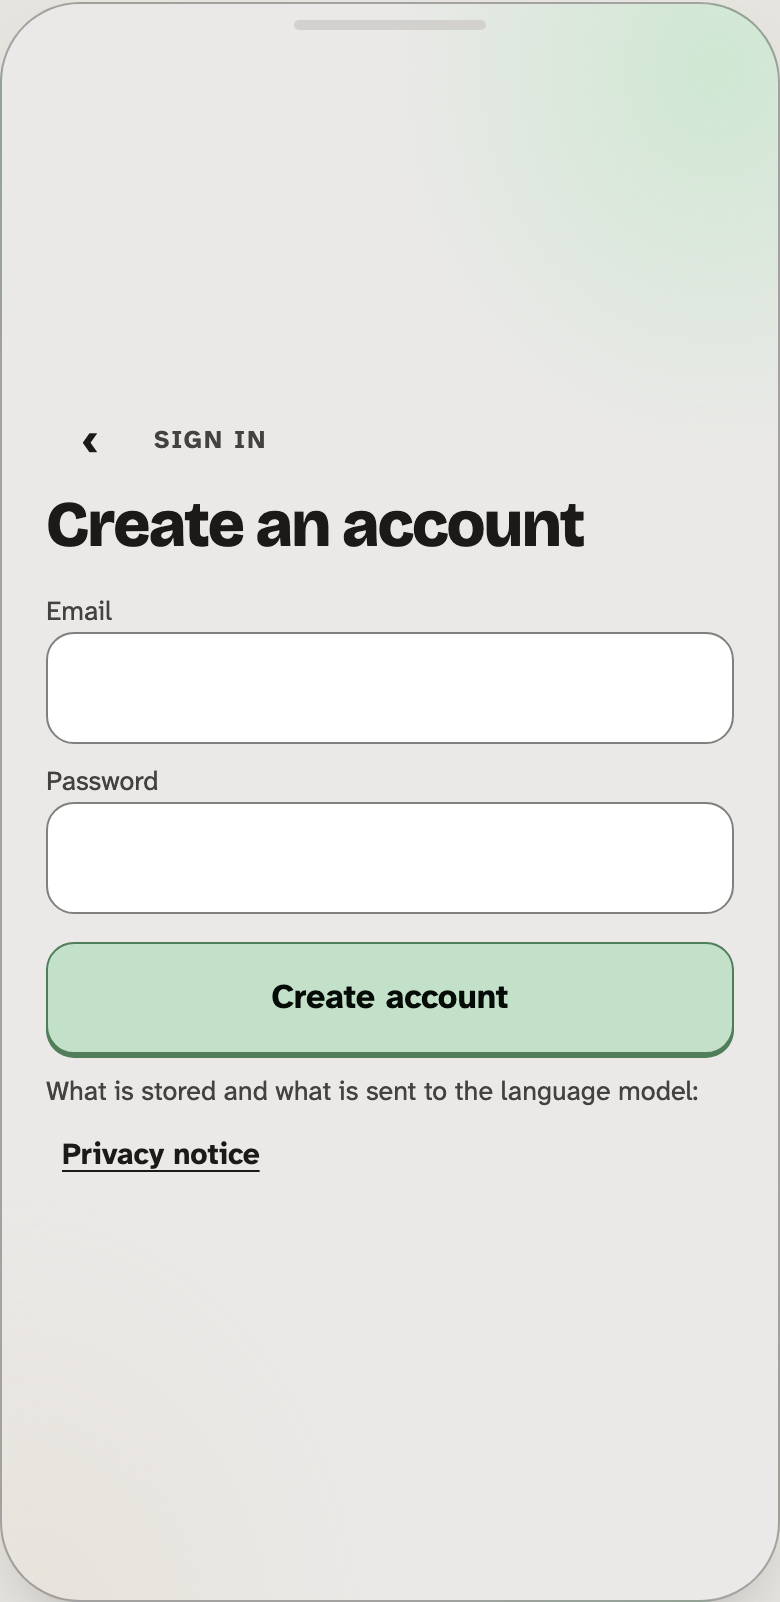 ‹ SIGN IN
Create an account
Email
Password
Create account
What is stored and what is sent to the language model:
Privacy notice